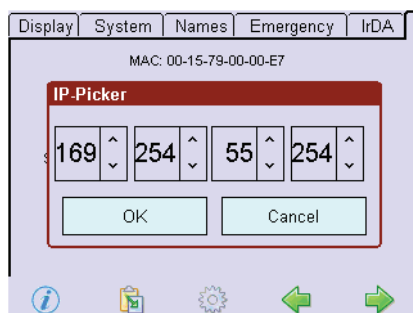 Display System Names Emergency IrDA
MAC: 00-15-79-00-00-E7
IP-Picker
169 254 55 254
OK Cancel